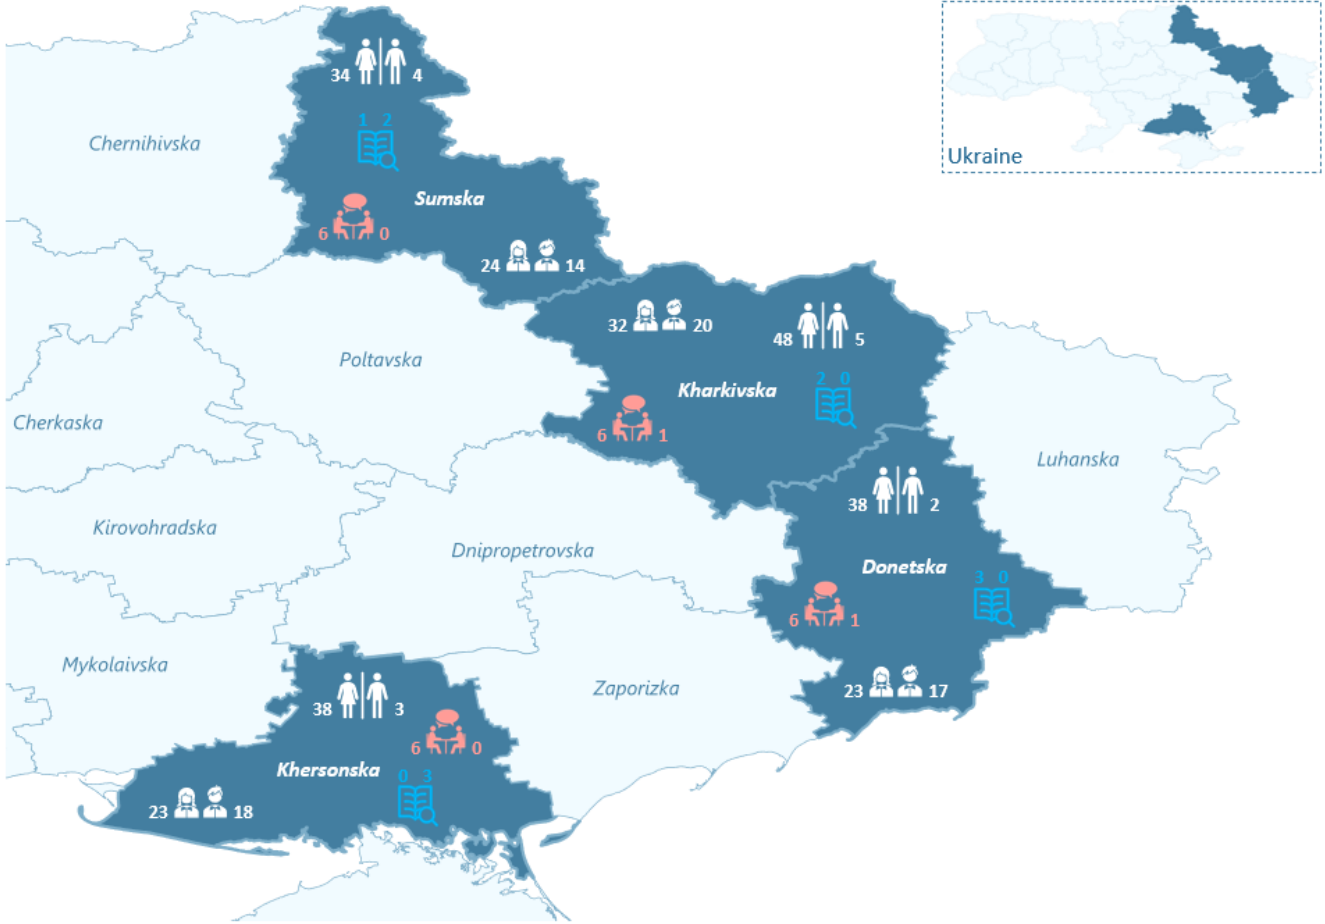 34 4
Chernihivska
1 2
Ukraine
Sumska
6 0
24 14
32 20
48 5
Poltavska
2 0
Kharkivska
Cherkaska
6 1
Luhanska
38 2
Kirovohradska
Dnipropetrovska
Donetska
3 0
6 1
Mykolaivska
Zaporizka
23 17
38 3
6 0
Khersonska
0 3
23 18